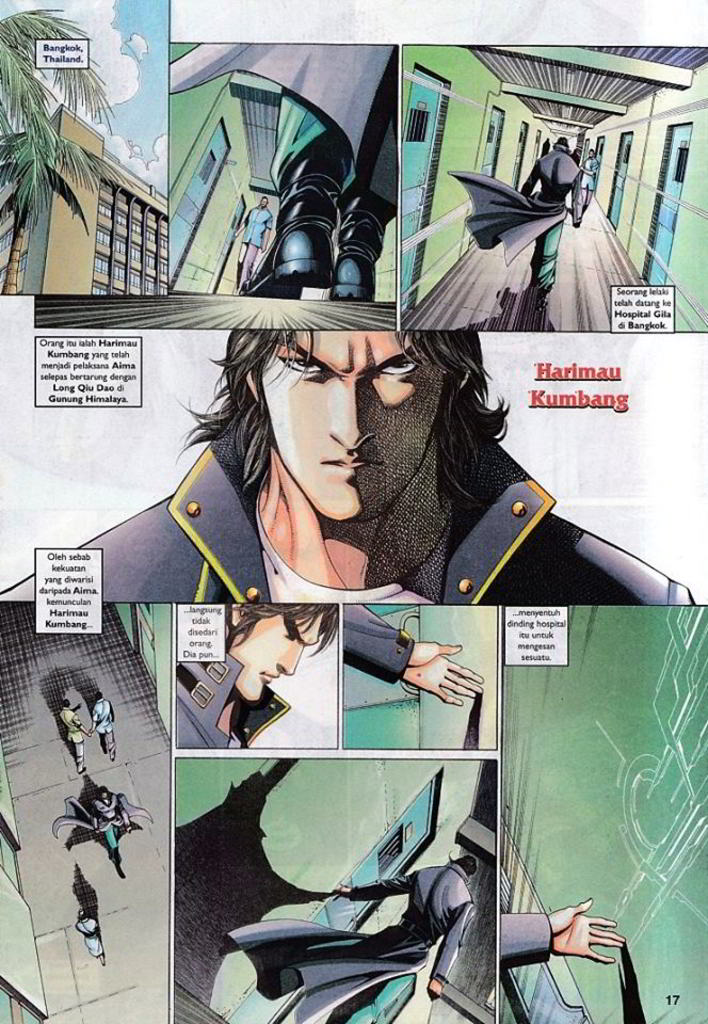 Bangkok,
Thailand.
Seorang lelaki
telah datang ke
Hospital Gila
di Bangkok.
Orang itu ialah Harimau
Kumbang yang telah
menjadi pelaksana Aima
selepas bertarung dengan
Long Qiu Dao di
Gunung Himalaya.
Harimau
Kumbang
Oleh sebab
kekuatan
yang diwarisi
daripada Aima,
kemunculan
Harimau
Kumbang...
...langsung
tidak
disedari
orang.
Dia pun...
...menyentuh
dinding hospital
itu untuk
mengesan
sesuatu.
17